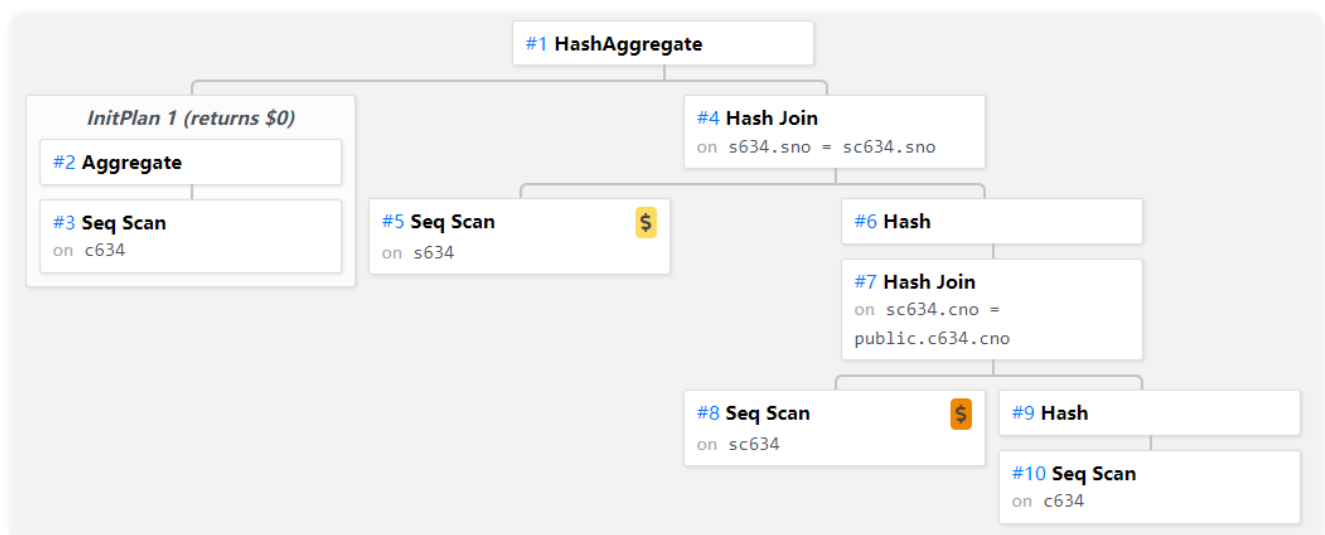 #1 HashAggregate
InitPlan 1 (returns $0)
#2 Aggregate
#3 Seq Scan
on c634
#4 Hash Join
on s634.sno = sc634.sno
#5 Seq Scan $
on s634
#6 Hash
#7 Hash Join
on sc634.cno =
public.c634.cno
#8 Seq Scan $
on sc634
#9 Hash
#10 Seq Scan
on c634